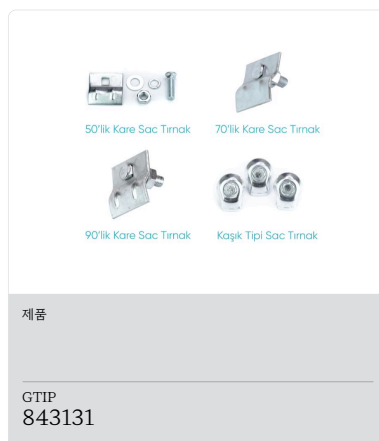 50'lik Kare Sac Tırnak
70'lik Kare Sac Tırnak
90'lik Kare Sac Tırnak
Kaşık Tipi Sac Tırnak
제품
GTIP
843131